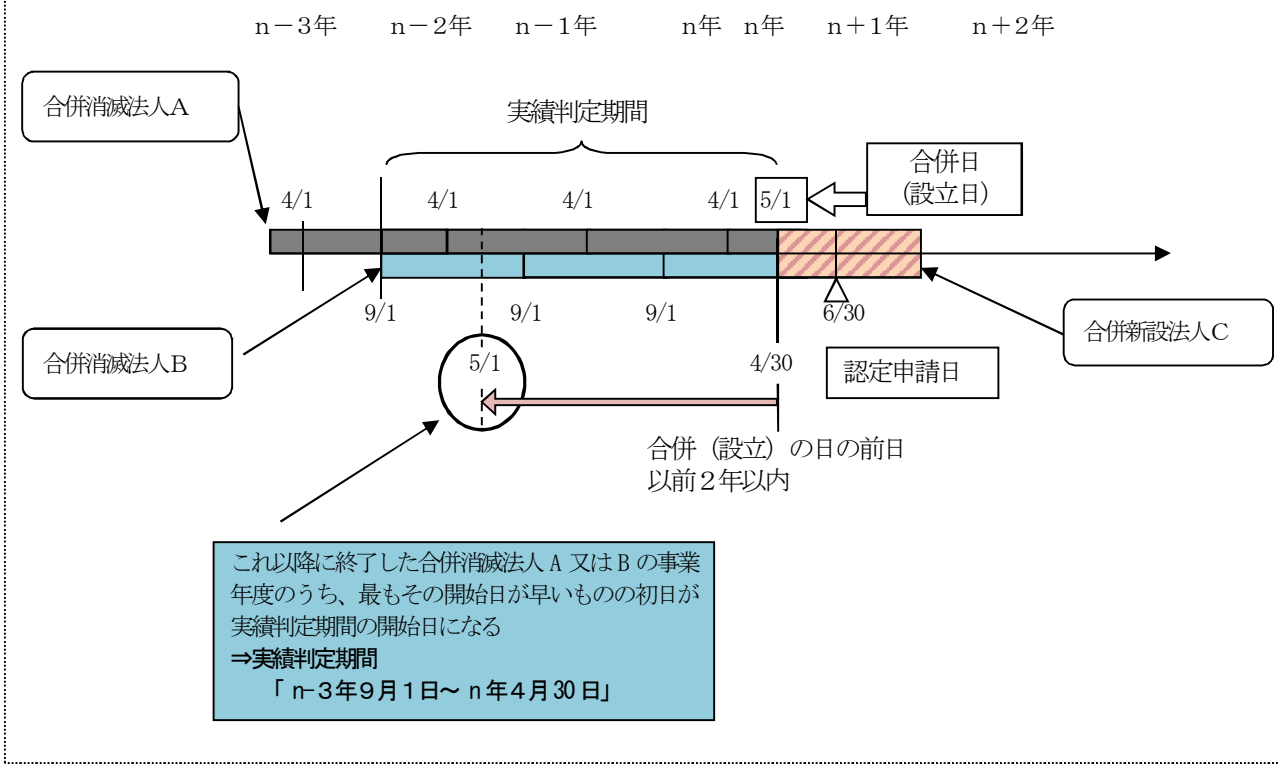 n－3年 n－2年 n－1年 n年 n年 n＋1年 n＋2年
合併消滅法人A
実績判定期間
合併日
（設立日）
4/1 4/1 4/1 4/1 5/1
9/1 9/1 9/1 6/30
合併消滅法人B
合併新設法人C
5/1 4/30
認定申請日
合併（設立）の日の前日
以前２年以内
これ以降に終了した合併消滅法人 A 又は B の事業
年度のうち、最もその開始日が早いものの初日が
実績判定期間の開始日になる
⇒実績判定期間
「 n-３年９月１日～ n 年４月 30 日」